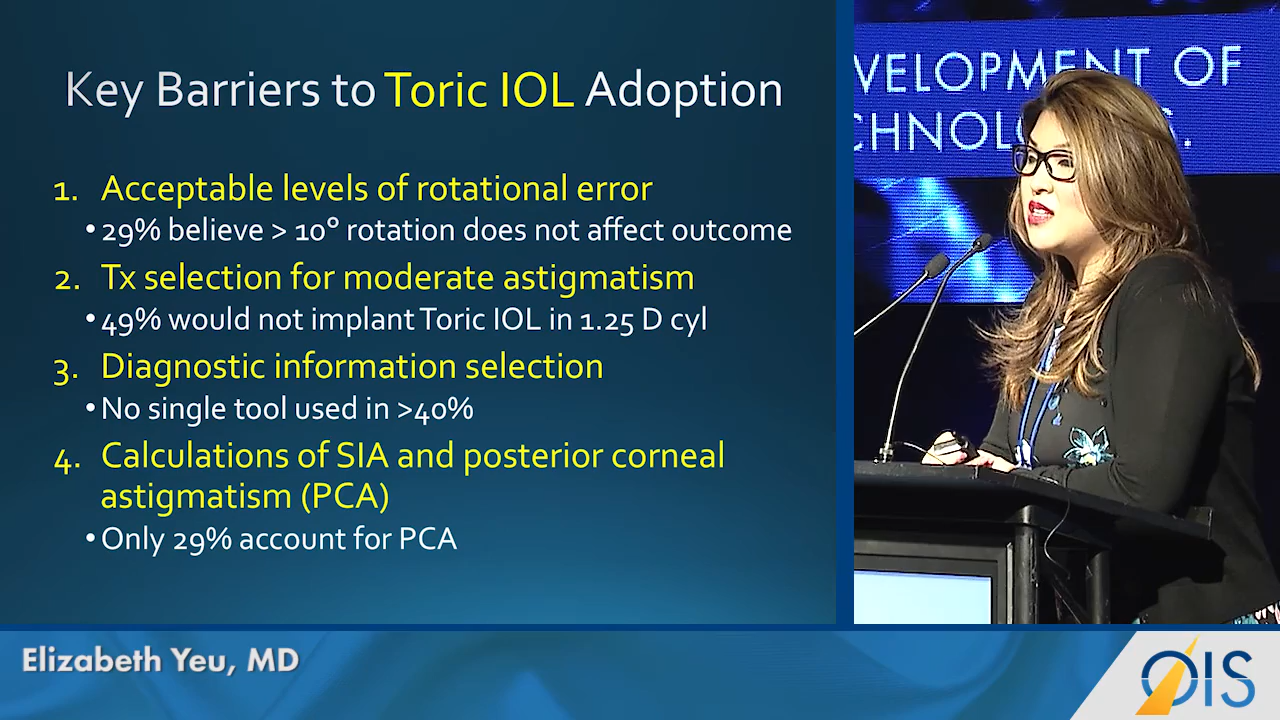 Key Barriers to Toric IOL Adoption
1. Acceptable levels of rotational error
• 29% believe > 10° rotation does not affect outcome
2. Tx selection for moderate astigmatism
• 49% would not implant Toric IOL in 1.25 D cyl
3. Diagnostic information selection
• No single tool used in >40%
4. Calculations of SIA and posterior corneal
astigmatism (PCA)
• Only 29% account for PCA
VELOPMENT OF
CHNOL
Elizabeth Yeu, MD
OIS